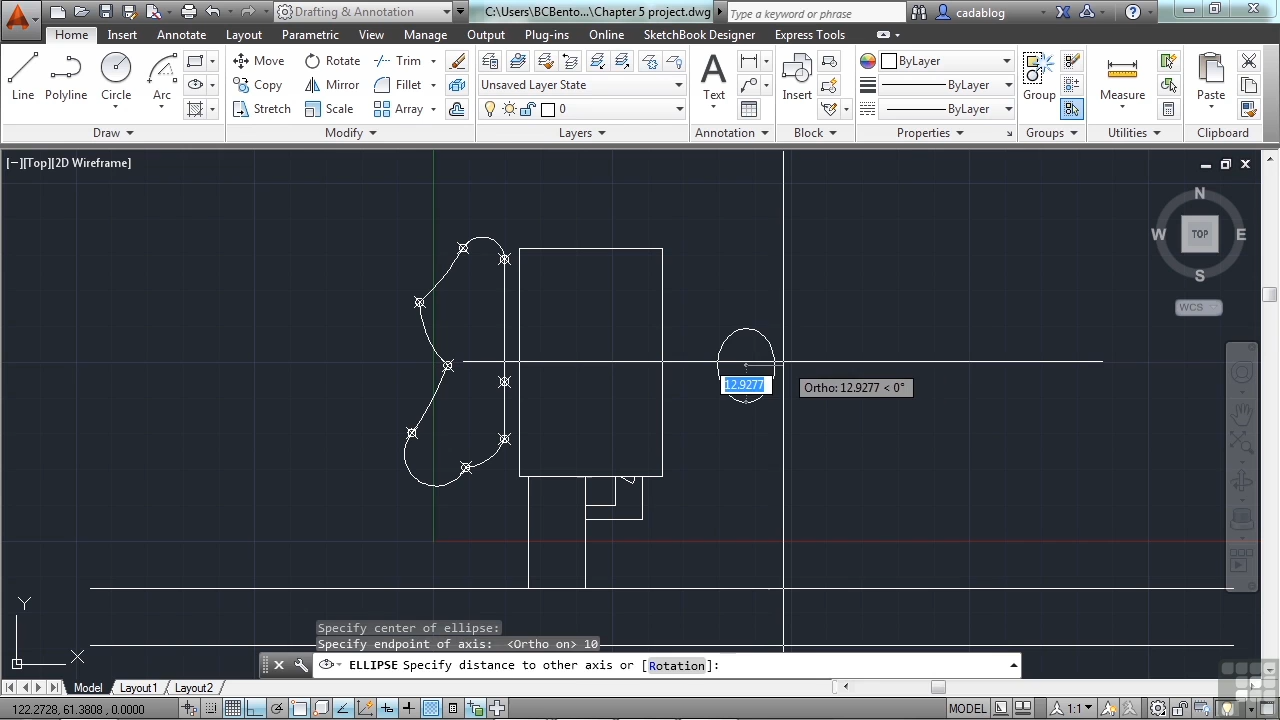 Drafting & Annotation
C:\Users\BCBento...\Chapter 5 project.dwg
Type a keyword or phrase
cadablog
Home Insert Annotate Layout Parametric View Manage Output Plug-ins Online SketchBook Designer Express Tools
Line Polyline Circle Arc
Move Rotate Trim
Copy Mirror Fillet
Stretch Scale Array
Unsaved Layer State
0
Text
Insert
ByLayer
ByLayer
ByLayer
Group
Measure
Paste
Draw Modify Layers Annotation Block Properties Groups Utilities Clipboard
[−][Top][2D Wireframe]
N
W TOP E
S
WCS
12.9277
Ortho: 12.9277 < 0°
Y
X
Specify center of ellipse:
Specify endpoint of axis: <Ortho on> 10
ELLIPSE Specify distance to other axis or [Rotation]:
Model Layout1 Layout2
122.2728, 61.3808, 0.0000
MODEL
1:1